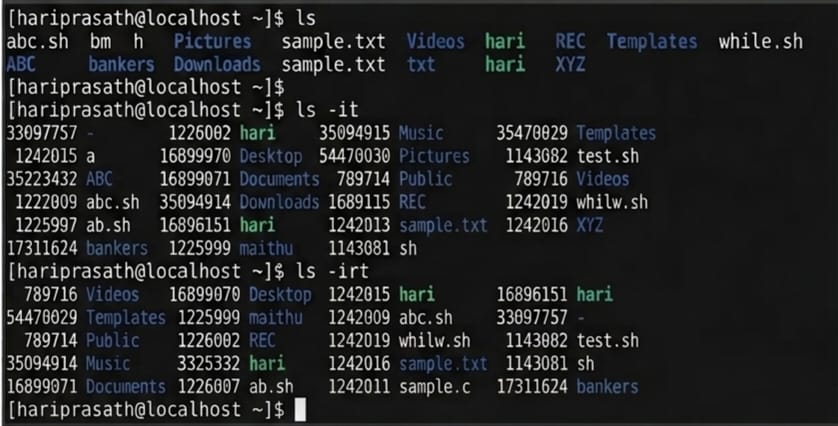 [hariprasath@localhost ~]$ ls
abc.sh bm h Pictures sample.txt Videos hari REC Templates while.sh
ABC bankers Downloads sample.txt txt hari XYZ
[hariprasath@localhost ~]$
[hariprasath@localhost ~]$ ls -it
33097757 - 1226002 hari 35094915 Music 35470029 Templates
1242015 a 16899970 Desktop 54470030 Pictures 1143082 test.sh
35223432 ABC 16899071 Documents 789714 Public 789716 Videos
1222009 abc.sh 35094914 Downloads 1689115 REC 1242019 whilw.sh
1225997 ab.sh 16896151 hari 1242013 sample.txt 1242016 XYZ
17311624 bankers 1225999 maithu 1143081 sh
[hariprasath@localhost ~]$ ls -irt
789716 Videos 16899070 Desktop 1242015 hari 16896151 hari
54470029 Templates 1225999 maithu 1242009 abc.sh 33097757 -
789714 Public 1226002 REC 1242019 whilw.sh 1143082 test.sh
35094914 Music 3325332 hari 1242016 sample.txt 1143081 sh
16899071 Documents 1226007 ab.sh 1242011 sample.c 17311624 bankers
[hariprasath@localhost ~]$